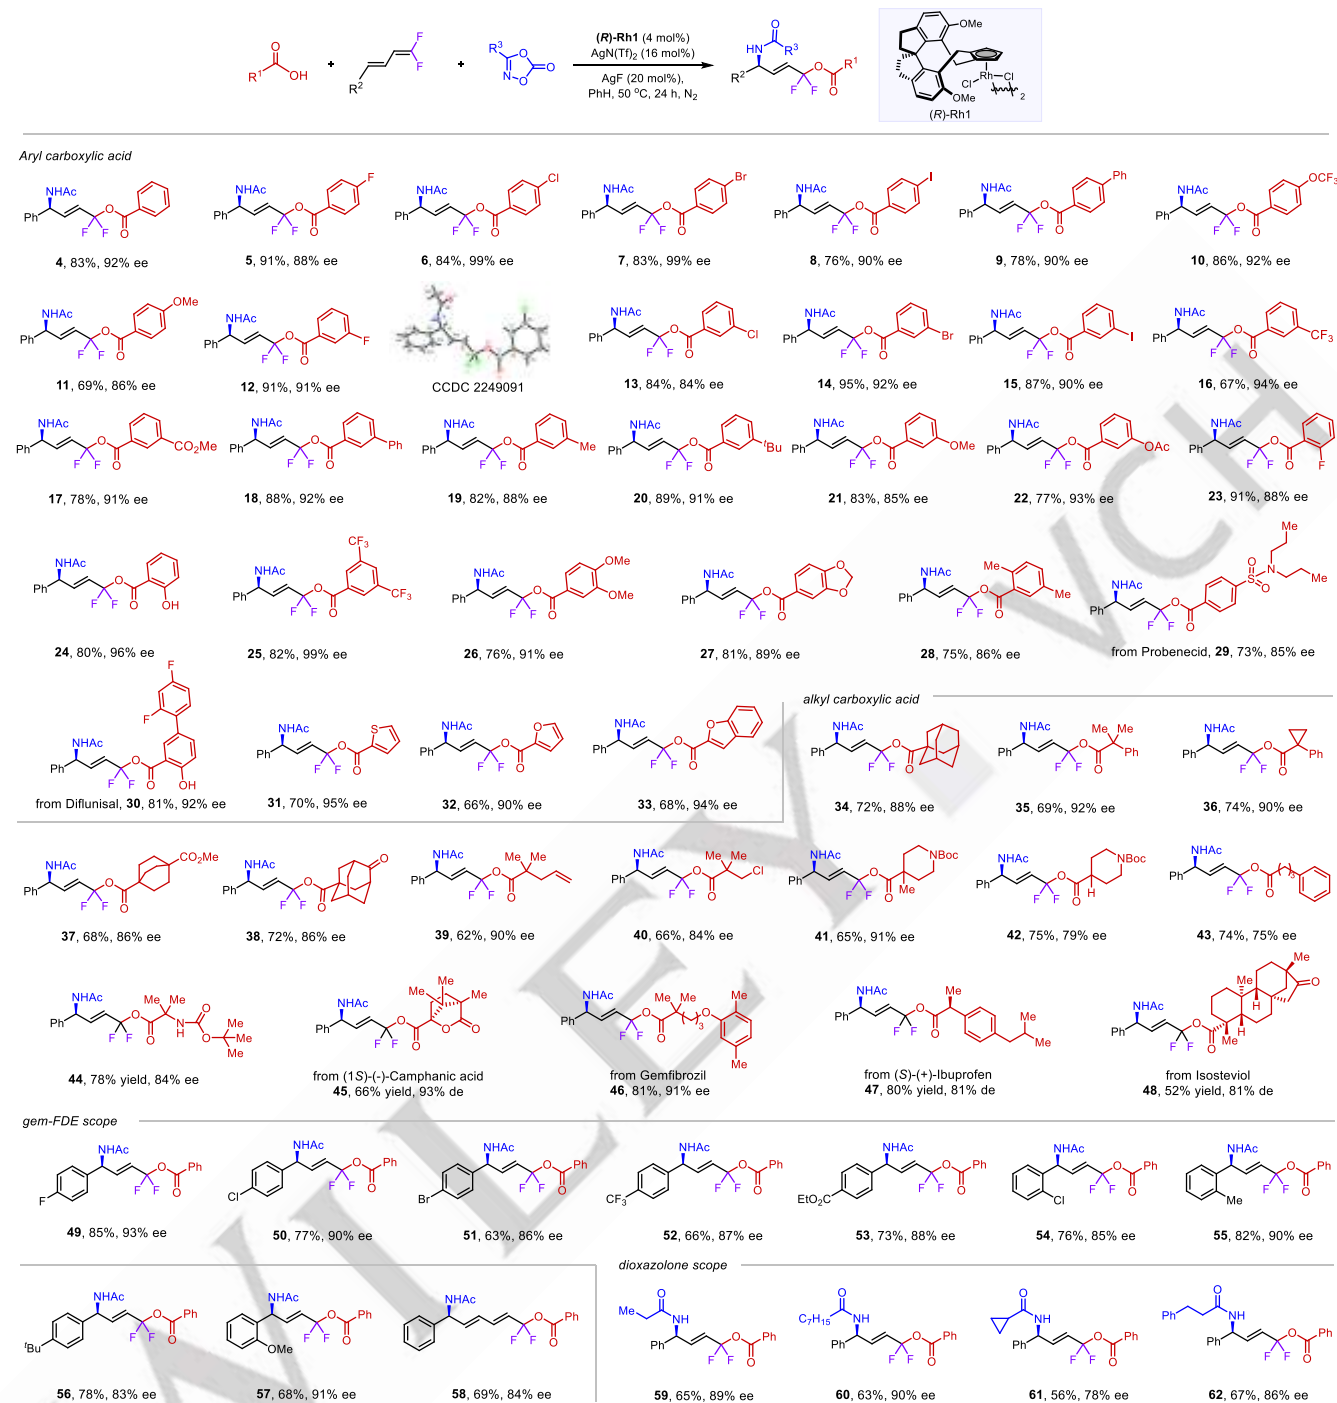 (R)-Rh1 (4 mol%)
AgN(Tf)₂ (16 mol%)
AgF (20 mol%),
PhH, 50 °C, 24 h, N₂
R¹ O OH + R² F F + R³ N O O O
HN O R³ R² F F O O R¹
OMe Rh Cl Cl OMe 2
(R)-Rh1
Aryl carboxylic acid
4, 83%, 92% ee
5, 91%, 88% ee
6, 84%, 99% ee
7, 83%, 99% ee
8, 76%, 90% ee
9, 78%, 90% ee
10, 86%, 92% ee
11, 69%, 86% ee
12, 91%, 91% ee
CCDC 2249091
13, 84%, 84% ee
14, 95%, 92% ee
15, 87%, 90% ee
16, 67%, 94% ee
17, 78%, 91% ee
18, 88%, 92% ee
19, 82%, 88% ee
20, 89%, 91% ee
21, 83%, 85% ee
22, 77%, 93% ee
23, 91%, 88% ee
24, 80%, 96% ee
25, 82%, 99% ee
26, 76%, 91% ee
27, 81%, 89% ee
28, 75%, 86% ee
from Probenecid, 29, 73%, 85% ee
from Diflunisal, 30, 81%, 92% ee
31, 70%, 95% ee
32, 66%, 90% ee
33, 68%, 94% ee
alkyl carboxylic acid
34, 72%, 88% ee
35, 69%, 92% ee
36, 74%, 90% ee
37, 68%, 86% ee
38, 72%, 86% ee
39, 62%, 90% ee
40, 66%, 84% ee
41, 65%, 91% ee
42, 75%, 79% ee
43, 74%, 75% ee
44, 78% yield, 84% ee
from (1S)-(-)-Camphanic acid
45, 66% yield, 93% de
from Gemfibrozil
46, 81%, 91% ee
from (S)-(+)-Ibuprofen
47, 80% yield, 81% de
from Isosteviol
48, 52% yield, 81% de
gem-FDE scope
49, 85%, 93% ee
50, 77%, 90% ee
51, 63%, 86% ee
52, 66%, 87% ee
53, 73%, 88% ee
54, 76%, 85% ee
55, 82%, 90% ee
56, 78%, 83% ee
57, 68%, 91% ee
58, 69%, 84% ee
dioxazolone scope
59, 65%, 89% ee
60, 63%, 90% ee
61, 56%, 78% ee
62, 67%, 86% ee
WILEY-VCH